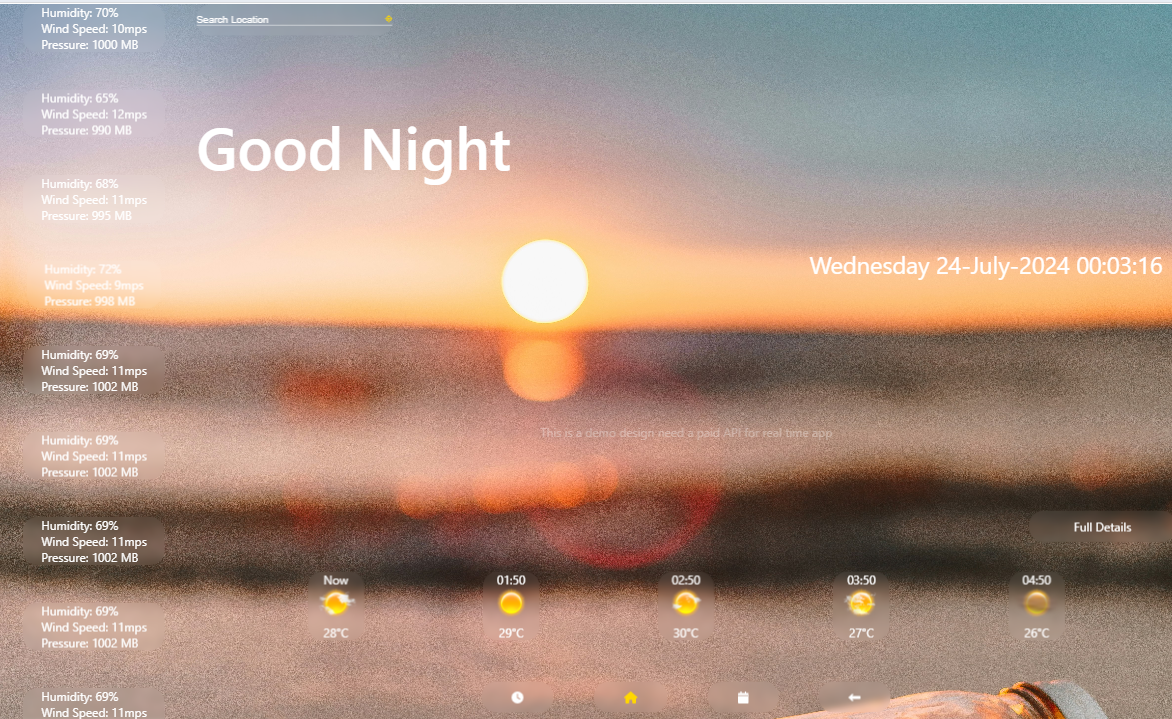 Humidity: 70%
Wind Speed: 10mps
Pressure: 1000 MB
Humidity: 65%
Wind Speed: 12mps
Pressure: 990 MB
Humidity: 68%
Wind Speed: 11mps
Pressure: 995 MB
Humidity: 72%
Wind Speed: 9mps
Pressure: 998 MB
Humidity: 69%
Wind Speed: 11mps
Pressure: 1002 MB
Humidity: 69%
Wind Speed: 11mps
Pressure: 1002 MB
Humidity: 69%
Wind Speed: 11mps
Pressure: 1002 MB
Humidity: 69%
Wind Speed: 11mps
Pressure: 1002 MB
Humidity: 69%
Wind Speed: 11mps
Search Location
Good Night
Wednesday 24-July-2024 00:03:16
This is a demo design need a paid API for real time app
Full Details
Now 01:50 02:50 03:50 04:50
28°C 29°C 30°C 27°C 26°C